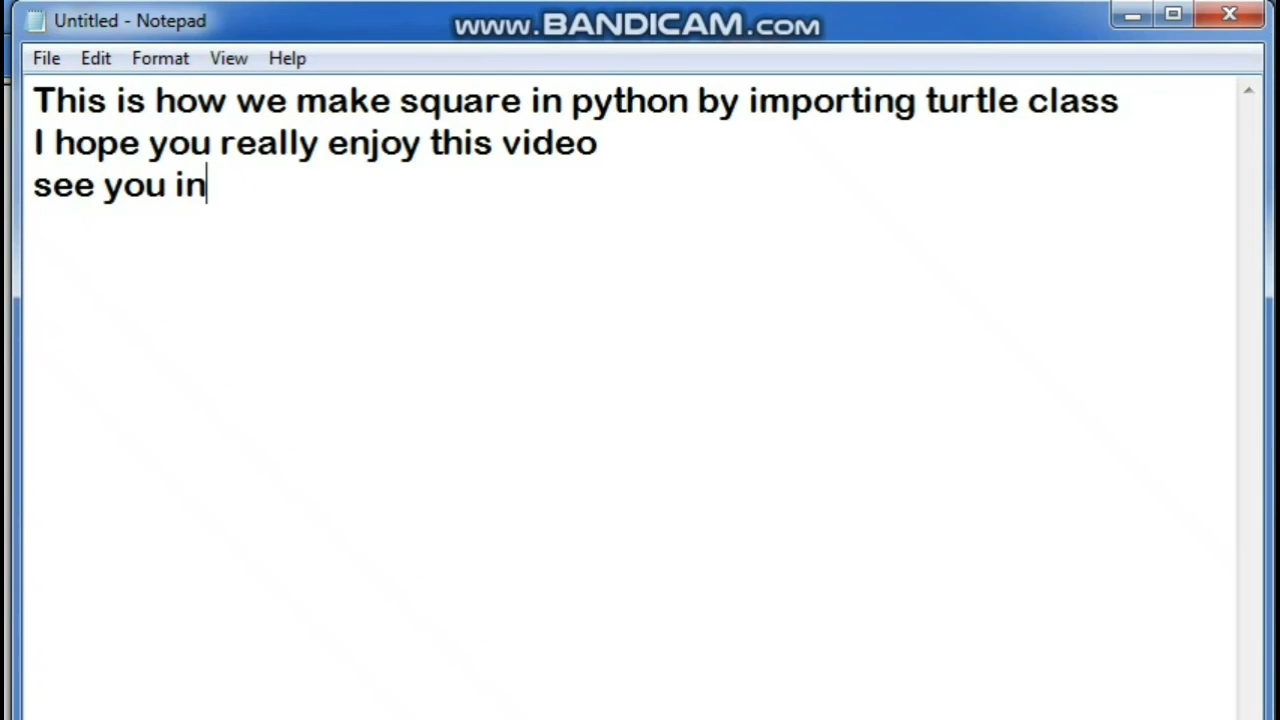 Untitled - Notepad
www.BANDICAM.com
File Edit Format View Help
This is how we make square in python by importing turtle class
I hope you really enjoy this video
see you in